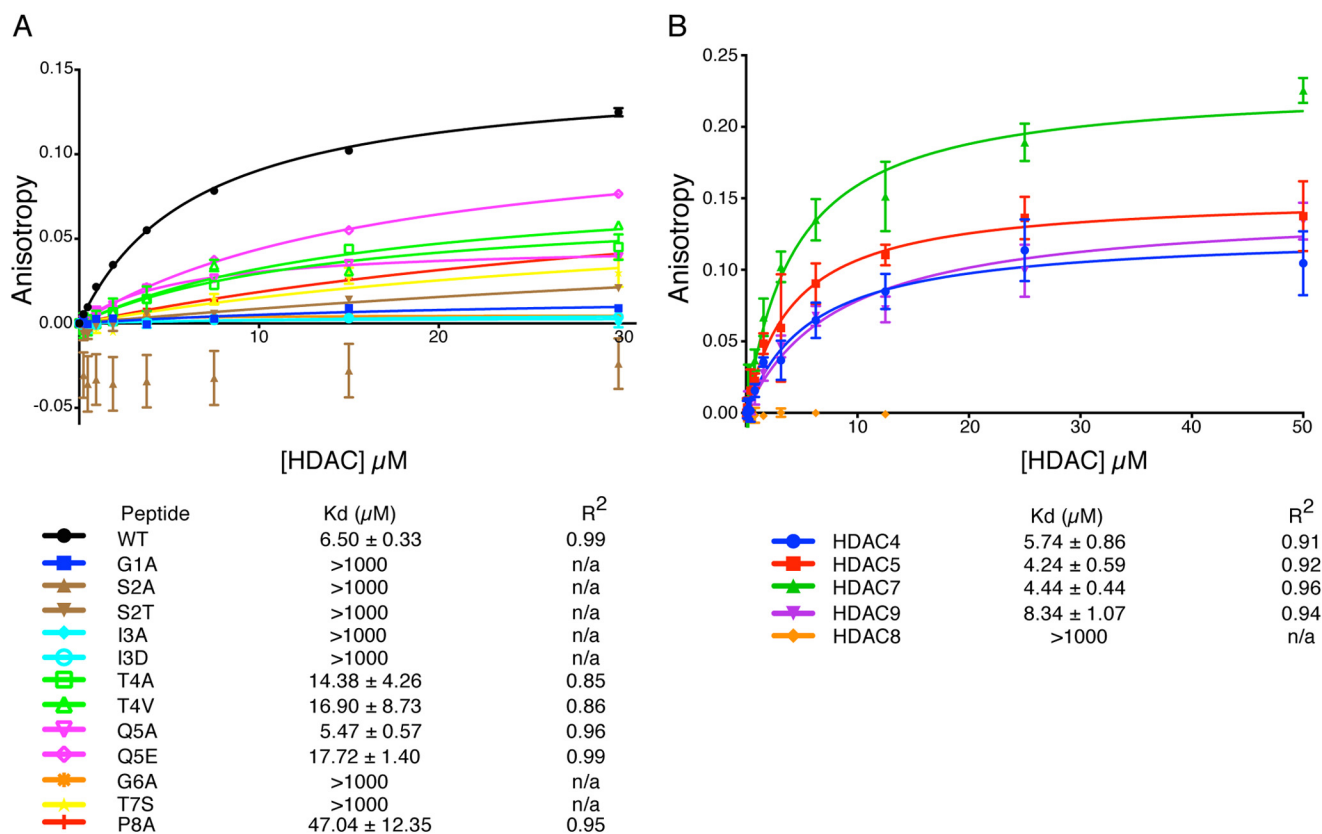 A
0.15
0.10
0.05
0.00
-0.05
10
20
30
Anisotropy
[HDAC] µM
Peptide Kd (µM) R2
WT 6.50 ± 0.33 0.99
G1A >1000 n/a
S2A >1000 n/a
S2T >1000 n/a
I3A >1000 n/a
I3D >1000 n/a
T4A 14.38 ± 4.26 0.85
T4V 16.90 ± 8.73 0.86
Q5A 5.47 ± 0.57 0.96
Q5E 17.72 ± 1.40 0.99
G6A >1000 n/a
T7S >1000 n/a
P8A 47.04 ± 12.35 0.95
B
0.25
0.20
0.15
0.10
0.05
0.00
10
20
30
40
50
Anisotropy
[HDAC] µM
Kd (µM) R2
HDAC4 5.74 ± 0.86 0.91
HDAC5 4.24 ± 0.59 0.92
HDAC7 4.44 ± 0.44 0.96
HDAC9 8.34 ± 1.07 0.94
HDAC8 >1000 n/a